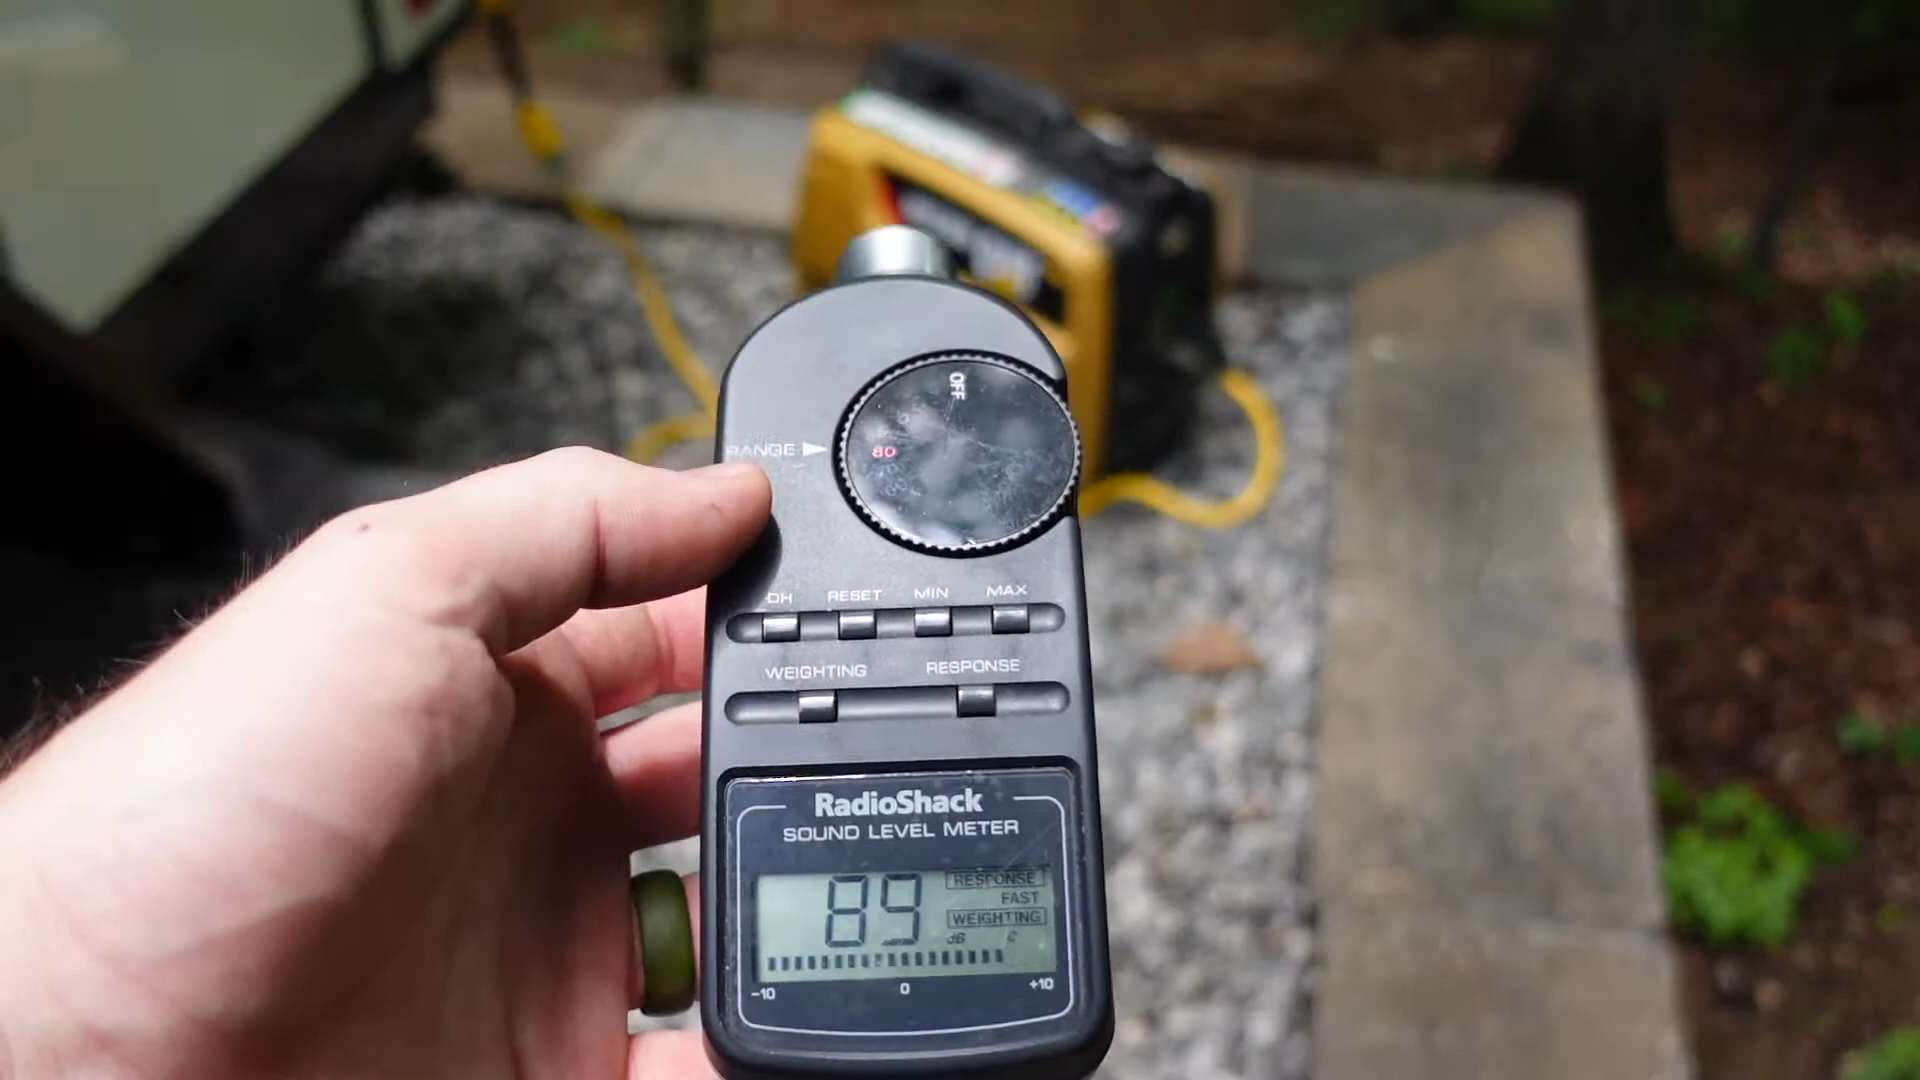 OFF
RANGE
80
DH RESET MIN MAX
WEIGHTING RESPONSE
RadioShack
SOUND LEVEL METER
89
RESPONSE
FAST
WEIGHTING
dB C
-10 0 +10